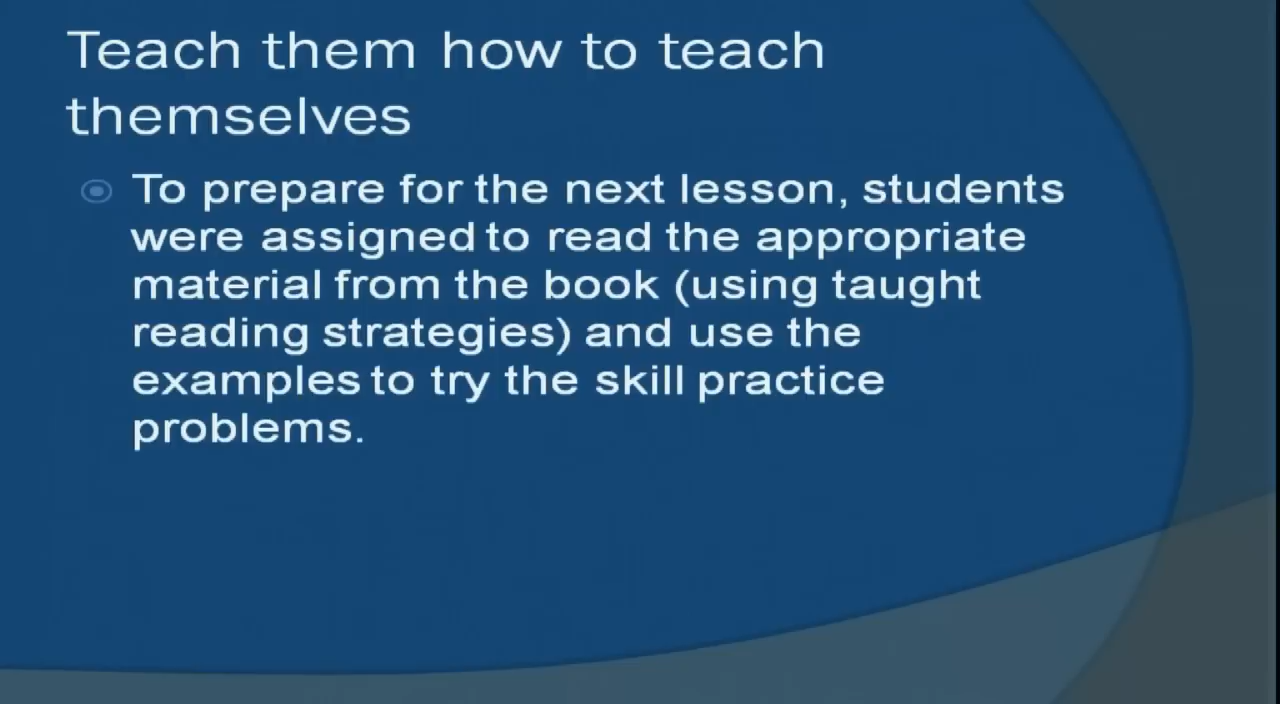 Teach them how to teach
themselves
To prepare for the next lesson, students
were assigned to read the appropriate
material from the book (using taught
reading strategies) and use the
examples to try the skill practice
problems.